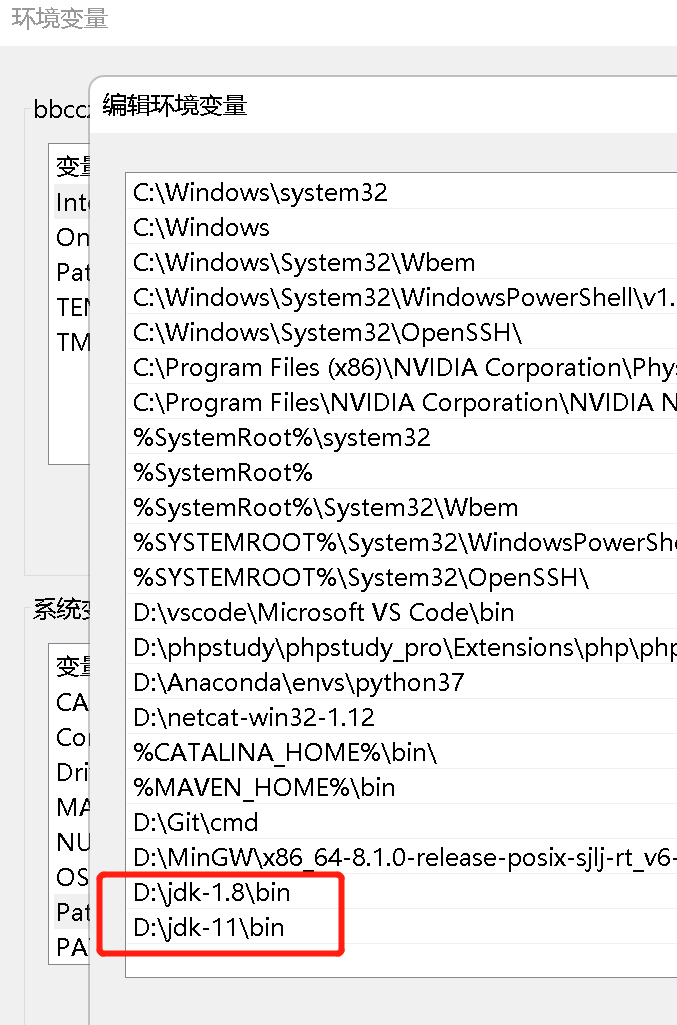 环境变量
编辑环境变量
C:\Windows\system32
C:\Windows
C:\Windows\System32\Wbem
C:\Windows\System32\WindowsPowerShell\v1.
C:\Windows\System32\OpenSSH\
C:\Program Files (x86)\NVIDIA Corporation\Phys
C:\Program Files\NVIDIA Corporation\NVIDIA N
%SystemRoot%\system32
%SystemRoot%
%SystemRoot%\System32\Wbem
%SYSTEMROOT%\System32\WindowsPowerShe
%SYSTEMROOT%\System32\OpenSSH\
D:\vscode\Microsoft VS Code\bin
D:\phpstudy\phpstudy_pro\Extensions\php\php
D:\Anaconda\envs\python37
D:\netcat-win32-1.12
%CATALINA_HOME%\bin\
%MAVEN_HOME%\bin
D:\Git\cmd
D:\MinGW\x86_64-8.1.0-release-posix-sjlj-rt_v6-
D:\jdk-1.8\bin
D:\jdk-11\bin
bbccz
变量
Int
On
Pat
TEM
TM
系统变
变量
CA
Co
Dri
MA
NU
OS
Pat
PA